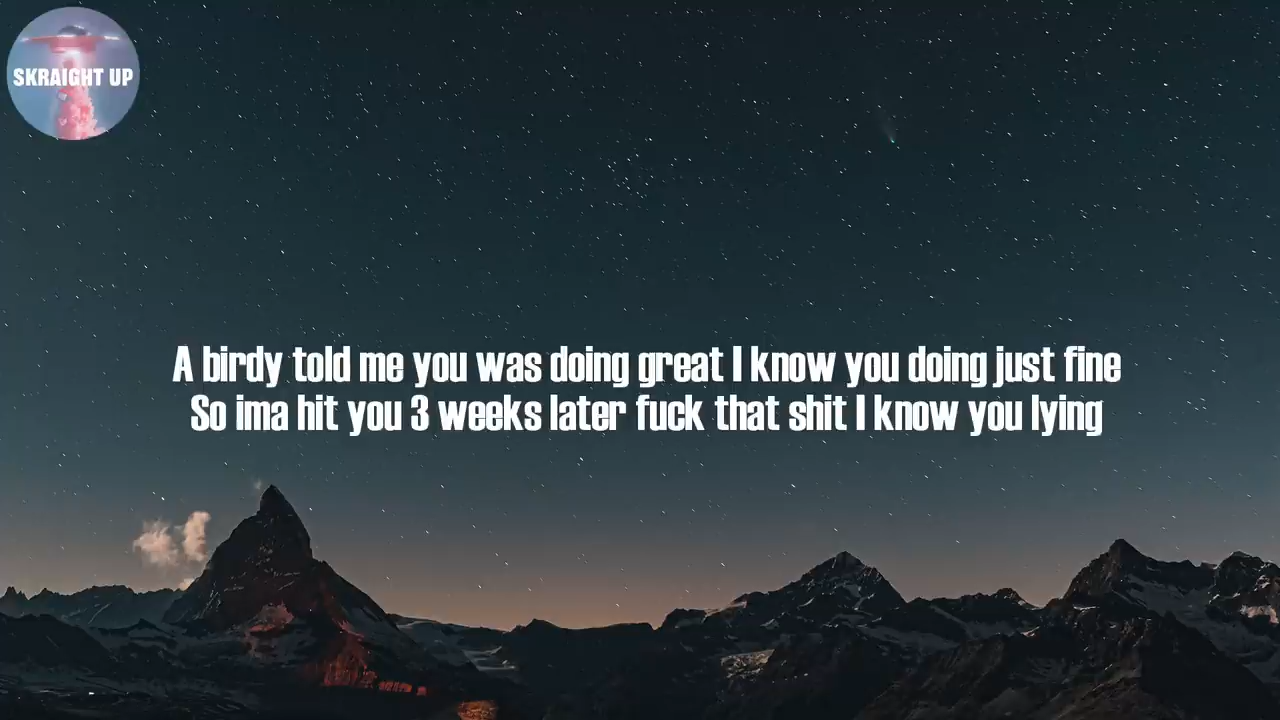 SKRAIGHT UP
A birdy told me you was doing great I know you doing just fine
So ima hit you 3 weeks later fuck that shit I know you lying